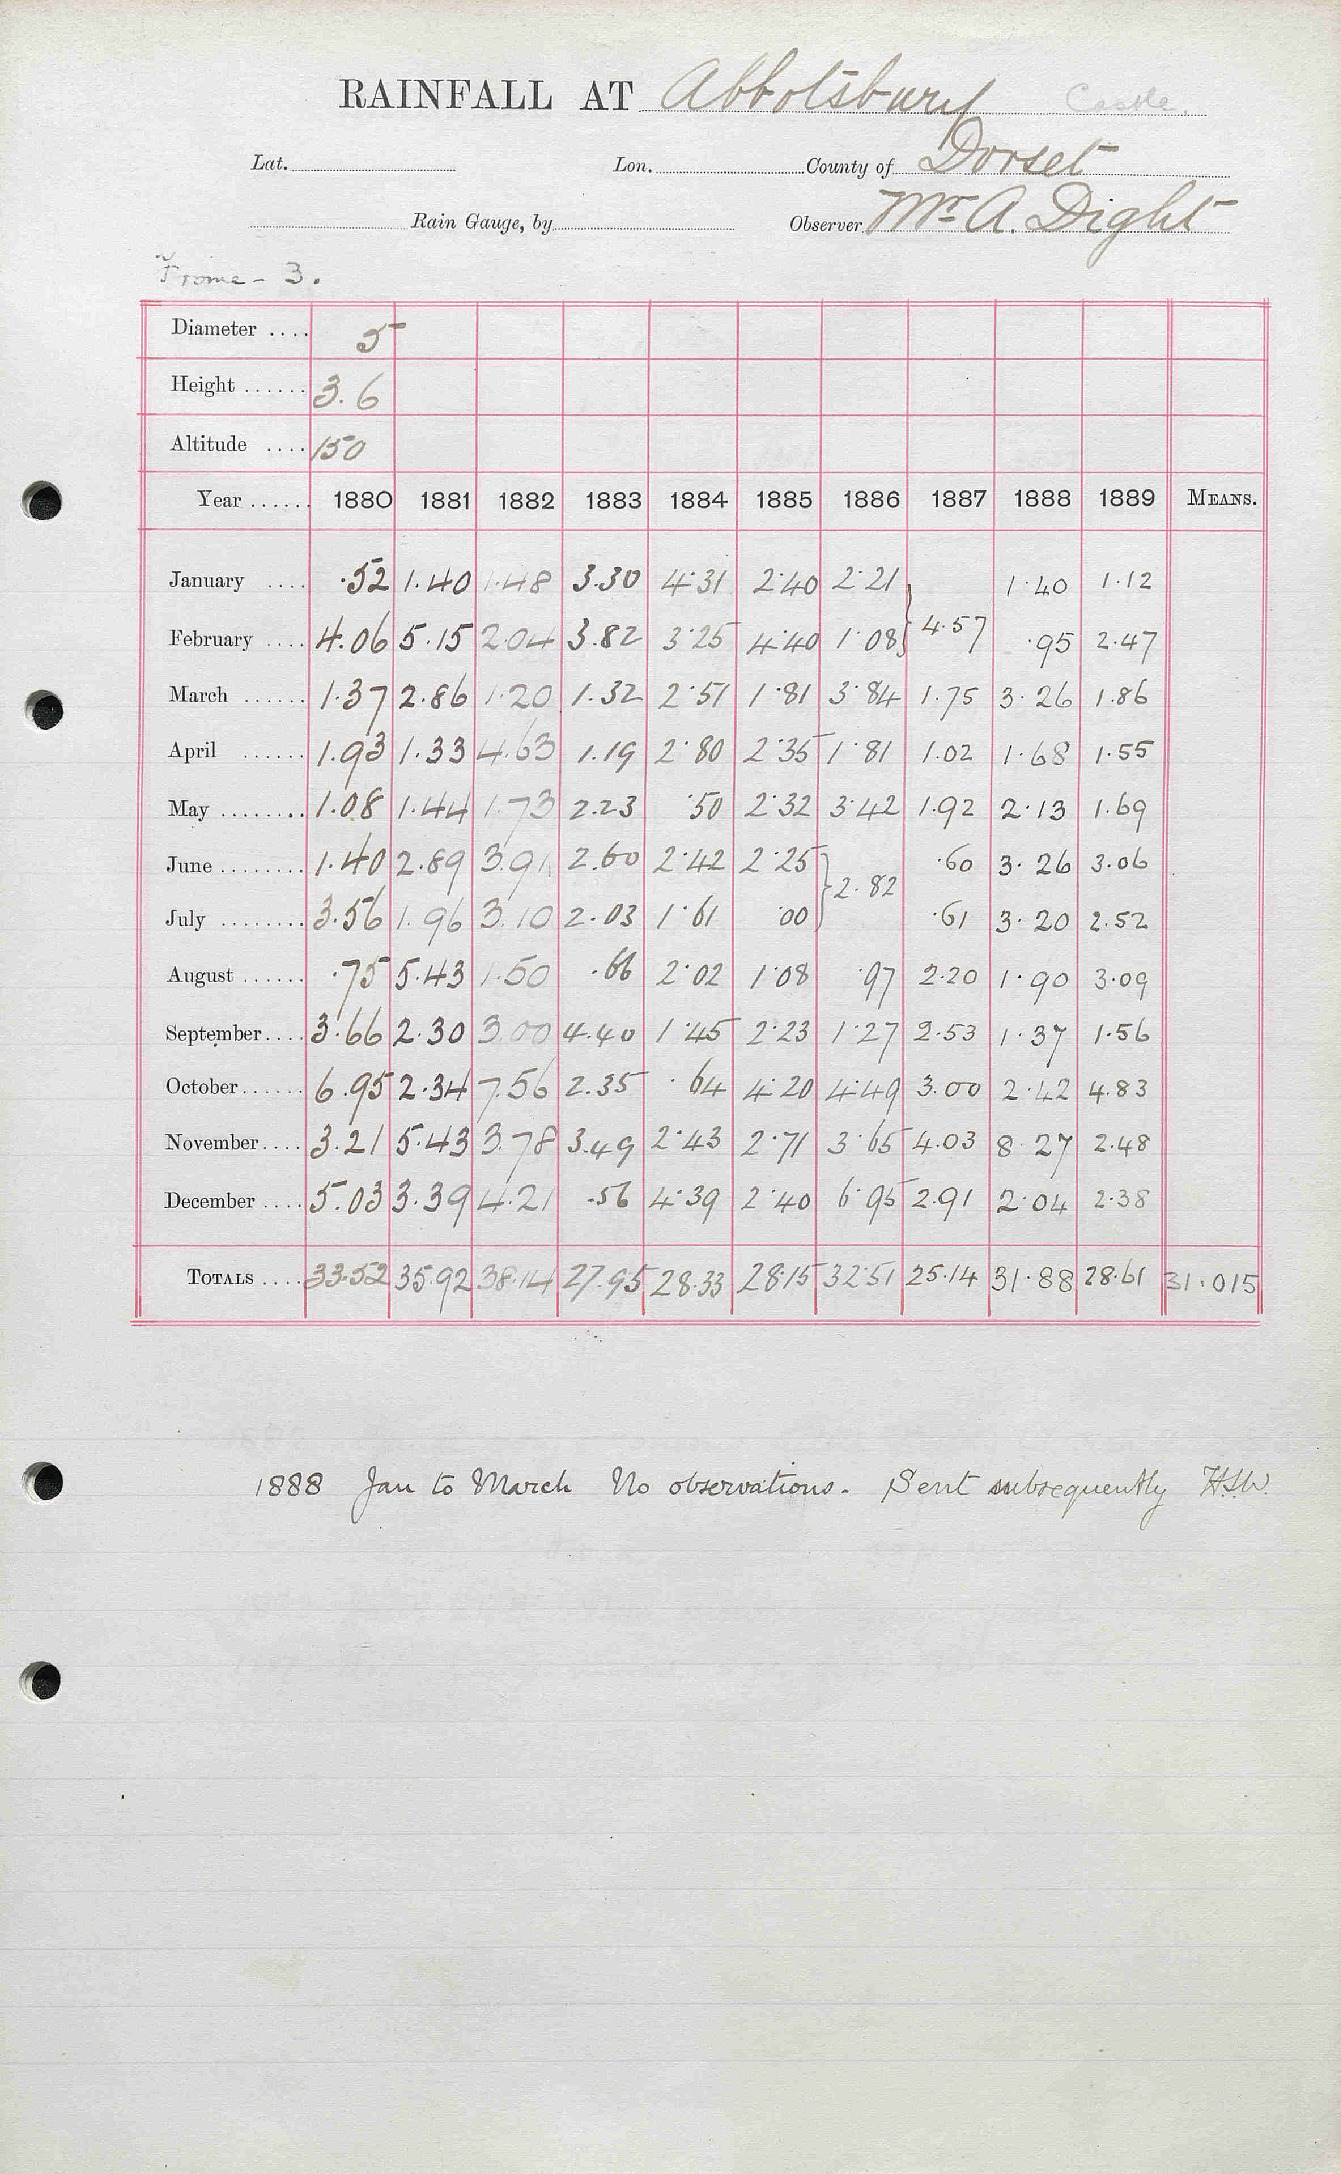 RAINFALL AT Abbotsbury Castle.
Lat. Lon. County of Dorset
Rain Gauge, by Observer Mr A. Dight
Frome - 3.
Diameter .... 5
Height ...... 3.6
Altitude .... 150
Year ...... 1880 1881 1882 1883 1884 1885 1886 1887 1888 1889 MEANS.
January .... .52 1.40 1.48 3.30 4.31 2.40 2.21 1.40 1.12
February .... 4.06 5.15 2.04 3.82 3.25 4.40 1.08 } 4.57 .95 2.47
March ...... 1.37 2.86 1.20 1.32 2.51 1.81 3.84 1.75 3.26 1.86
April ...... 1.93 1.33 4.63 1.19 2.80 2.35 1.81 1.02 1.68 1.55
May ........ 1.08 1.44 1.73 2.23 .50 2.32 3.42 1.92 2.13 1.69
June ........ 1.40 2.89 3.91 2.60 2.42 2.25 } 2.82 .60 3.26 3.06
July ........ 3.56 1.96 3.10 2.03 1.61 .00 .61 3.20 2.52
August ...... .75 5.43 1.50 .66 2.02 1.08 .97 2.20 1.90 3.09
September.... 3.66 2.30 3.00 4.40 1.45 2.23 1.27 2.53 1.37 1.56
October...... 6.95 2.34 7.56 2.35 .64 4.20 4.49 3.00 2.42 4.83
November.... 3.21 5.43 3.78 3.49 2.43 2.71 3.65 4.03 8.27 2.48
December .... 5.03 3.39 4.21 .56 4.39 2.40 6.95 2.91 2.04 2.38
TOTALS .... 33.52 35.92 38.14 27.95 28.33 28.15 32.51 25.14 31.88 28.61 31.015
1888 Jan to March No observations. Sent subsequently H.S.W.